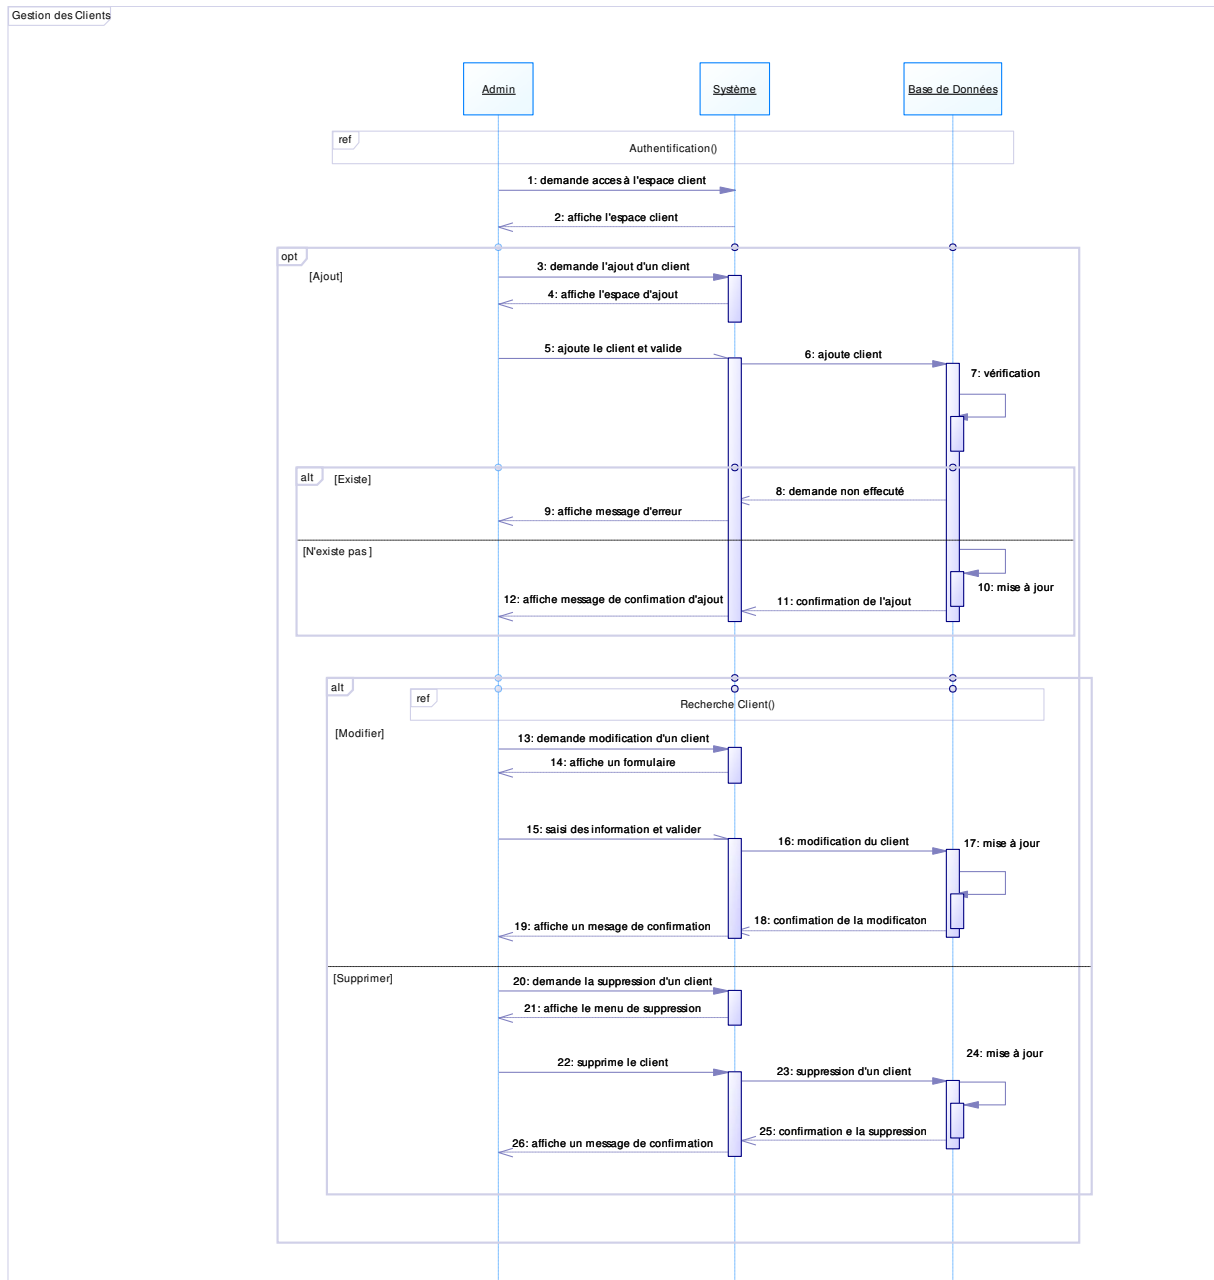 Gestion des Clients
Admin
Système
Base de Données
ref
Authentification()
1: demande acces à l'espace client
2: affiche l'espace client
opt
[Ajout]
3: demande l'ajout d'un client
4: affiche l'espace d'ajout
5: ajoute le client et valide
6: ajoute client
7: vérification
alt
[Existe]
8: demande non effecuté
9: affiche message d'erreur
[N'existe pas ]
10: mise à jour
11: confirmation de l'ajout
12: affiche message de confimation d'ajout
alt
ref
Recherche Client()
[Modifier]
13: demande modification d'un client
14: affiche un formulaire
15: saisi des information et valider
16: modification du client
17: mise à jour
18: confimation de la modificaton
19: affiche un mesage de confirmation
[Supprimer]
20: demande la suppression d'un client
21: affiche le menu de suppression
22: supprime le client
23: suppression d'un client
24: mise à jour
25: confirmation e la suppression
26: affiche un message de confirmation